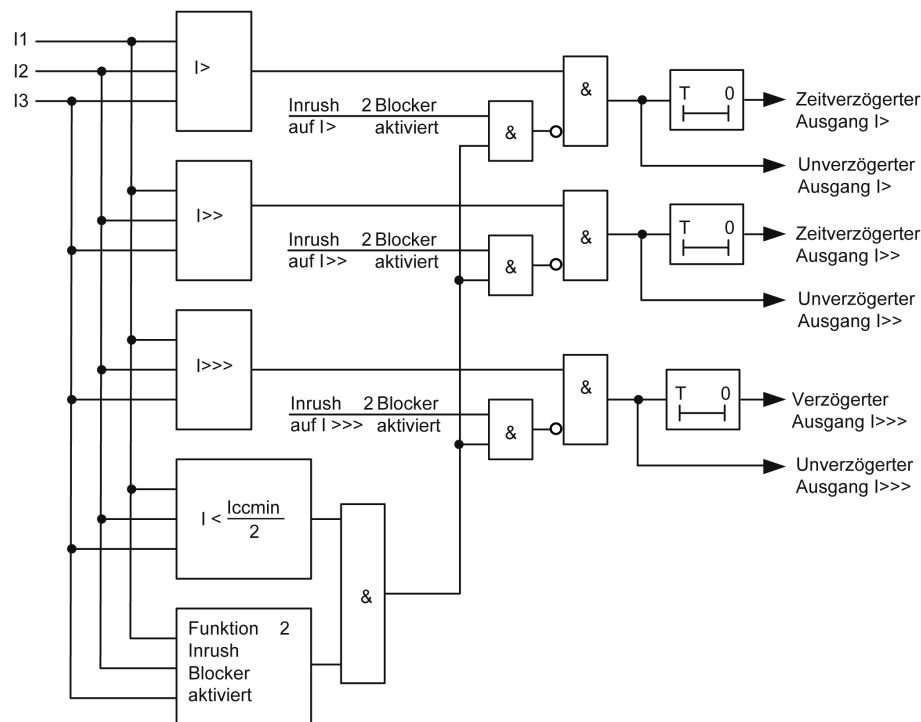 I1
I2
I3
I>
Inrush 2 Blocker
auf I> aktiviert
&
&
T 0
Zeitverzögerter
Ausgang I>
Unverzögerter
Ausgang I>
I>>
Inrush 2 Blocker
auf I>> aktiviert
&
&
T 0
Zeitverzögerter
Ausgang I>>
Unverzögerter
Ausgang I>>
I>>>
Inrush 2 Blocker
auf I >>> aktiviert
&
&
T 0
Verzögerter
Ausgang I>>>
Unverzögerter
Ausgang I>>>
I < Iccmin
2
&
Funktion 2
Inrush
Blocker
aktiviert